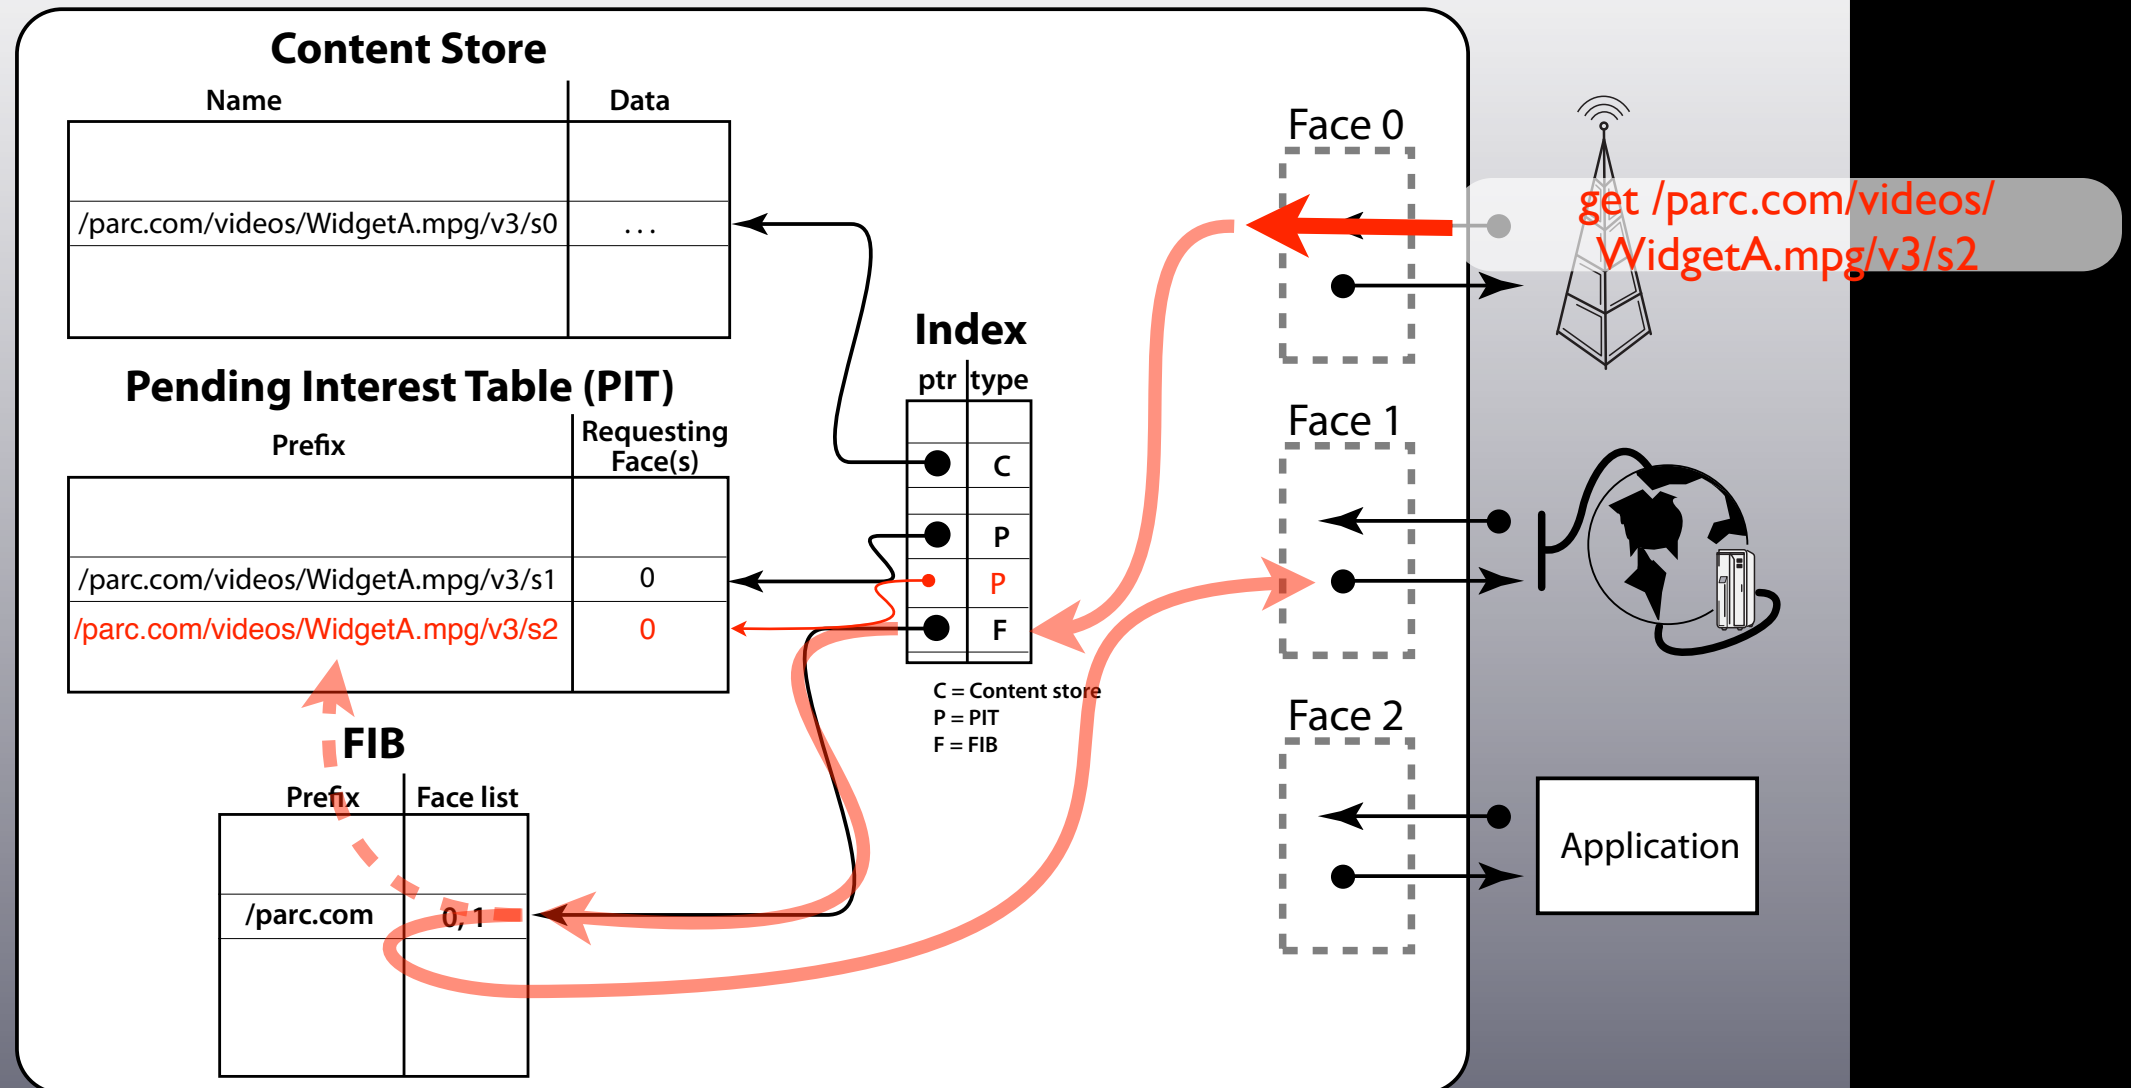 Content Store
Name Data
/parc.com/videos/WidgetA.mpg/v3/s0 ...
Pending Interest Table (PIT)
Prefix Requesting Face(s)
/parc.com/videos/WidgetA.mpg/v3/s1 0
/parc.com/videos/WidgetA.mpg/v3/s2 0
FIB
Prefix Face list
/parc.com 0, 1
Index
ptr type
C
P
P
F
C = Content store
P = PIT
F = FIB
Face 0
get /parc.com/videos/
WidgetA.mpg/v3/s2
Face 1
Face 2
Application